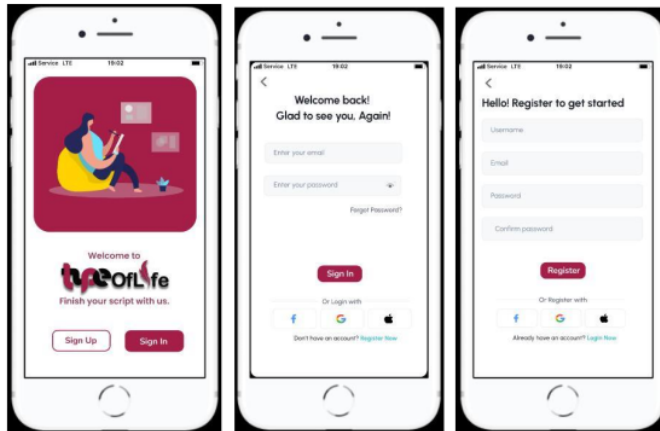 Service LTE 19:02
Welcome to
typeOfLife
Finish your script with us.
Sign Up
Sign In
Service LTE 19:02
Welcome back!
Glad to see you, Again!
Enter your email
Enter your password
Forgot Password?
Sign In
Or Login with
Don't have an account? Register Now
Service LTE 19:02
Hello! Register to get started
Username
Email
Password
Confirm password
Register
Or Register with
Already have an account? Login Now